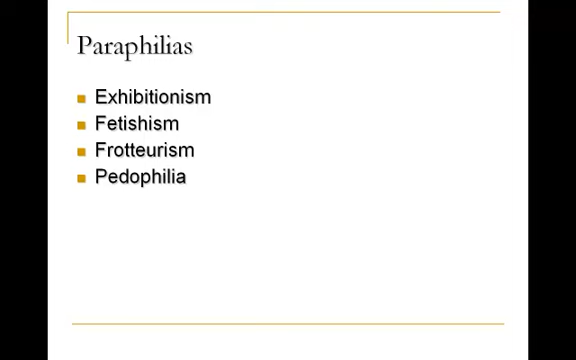 Paraphilias
Exhibitionism
Fetishism
Frotteurism
Pedophilia